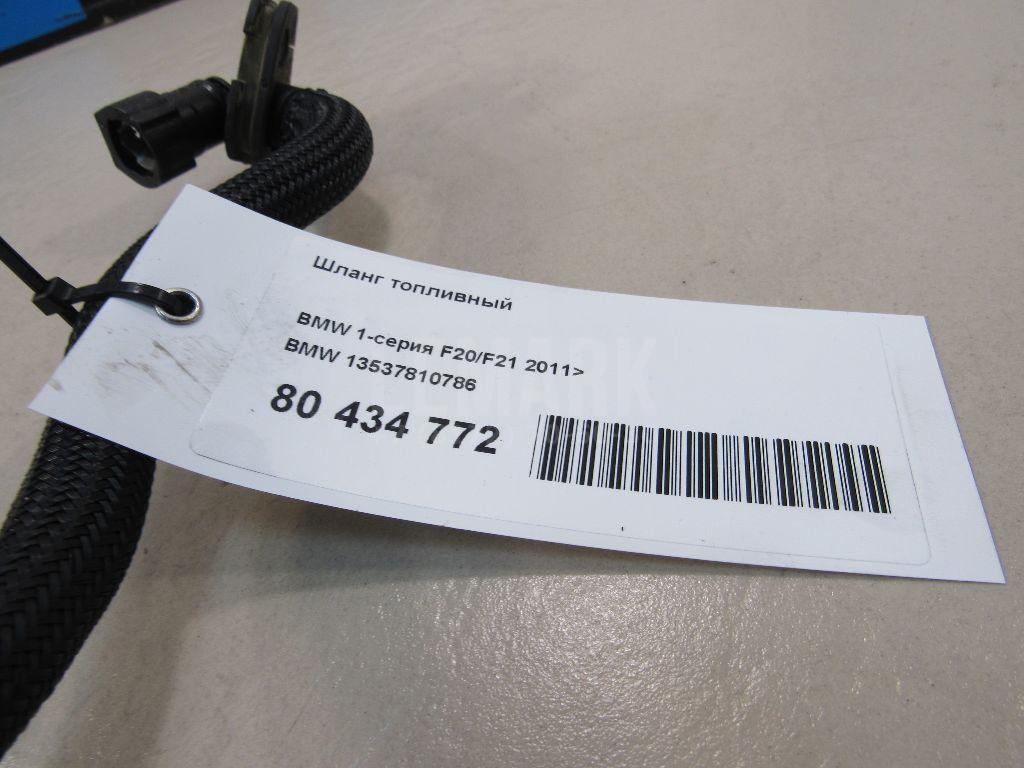 Шланг топливный
BMW 1-серия F20/F21 2011>
BMW 13537810786
80 434 772